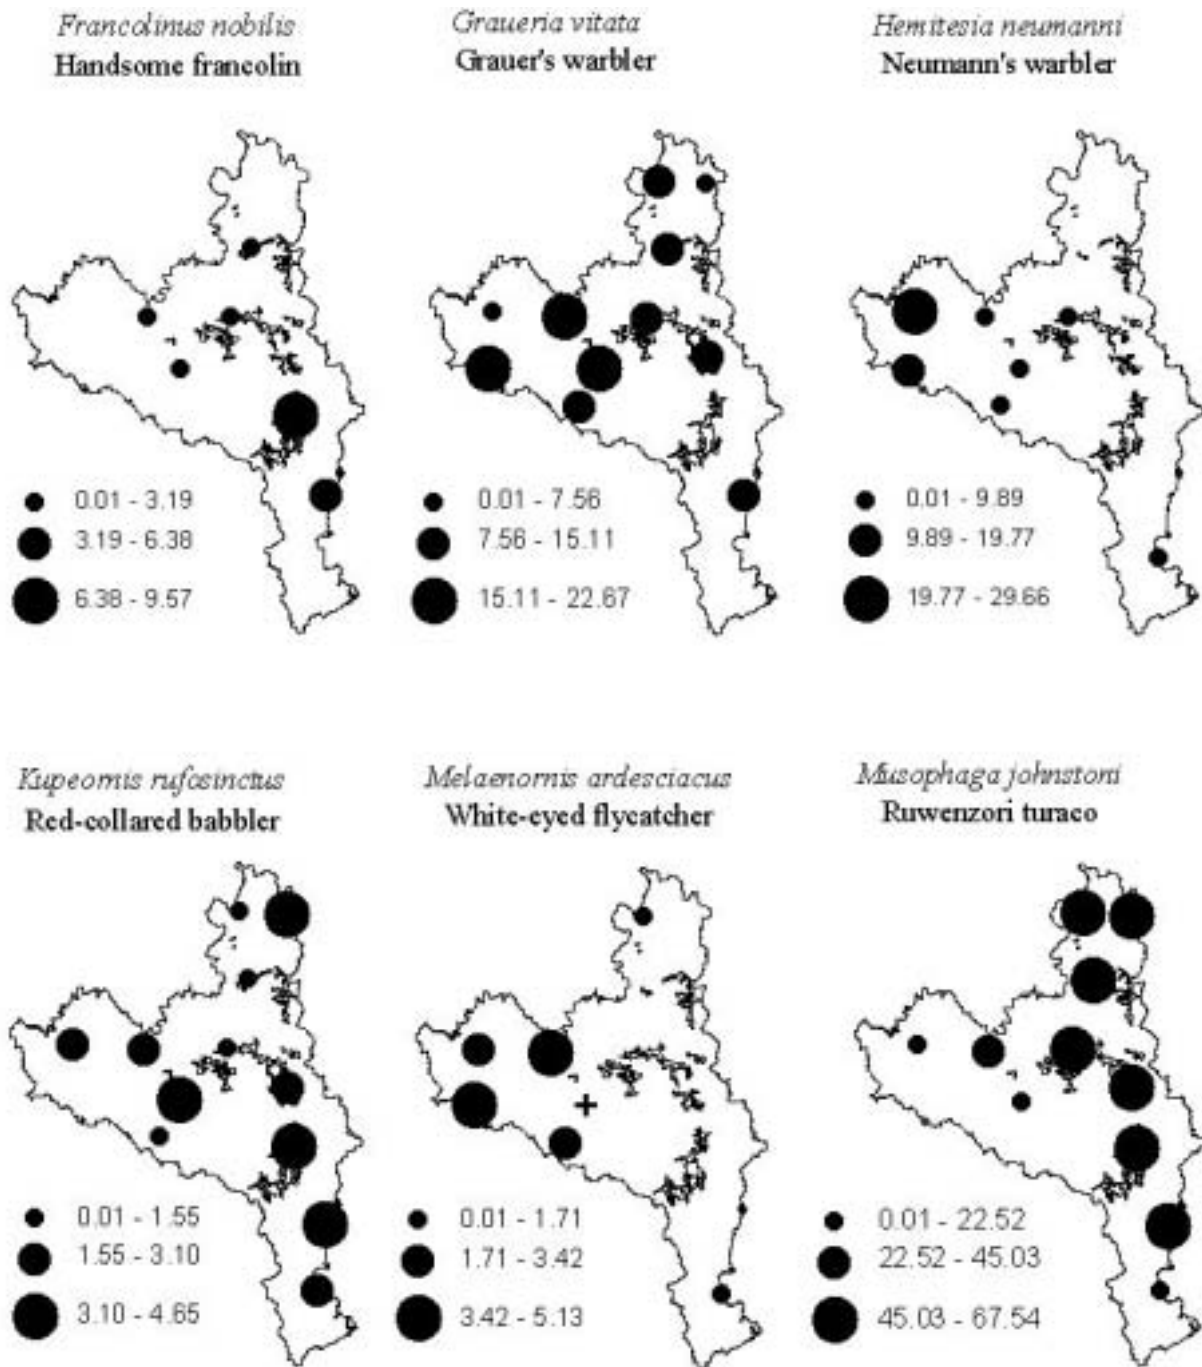 Francolinus nobilis
Handsome francolin
Graueria vitata
Grauer's warbler
Hemitesia neumanni
Neumann's warbler
0.01 - 3.19
3.19 - 6.38
6.38 - 9.57
0.01 - 7.56
7.56 - 15.11
15.11 - 22.67
0.01 - 9.89
9.89 - 19.77
19.77 - 29.66
Kupeornis rufosinctus
Red-collared babbler
Melaenornis ardesciacus
White-eyed flycatcher
Musophaga johnstoni
Ruwenzori turaco
0.01 - 1.55
1.55 - 3.10
3.10 - 4.65
0.01 - 1.71
1.71 - 3.42
3.42 - 5.13
0.01 - 22.52
22.52 - 45.03
45.03 - 67.54